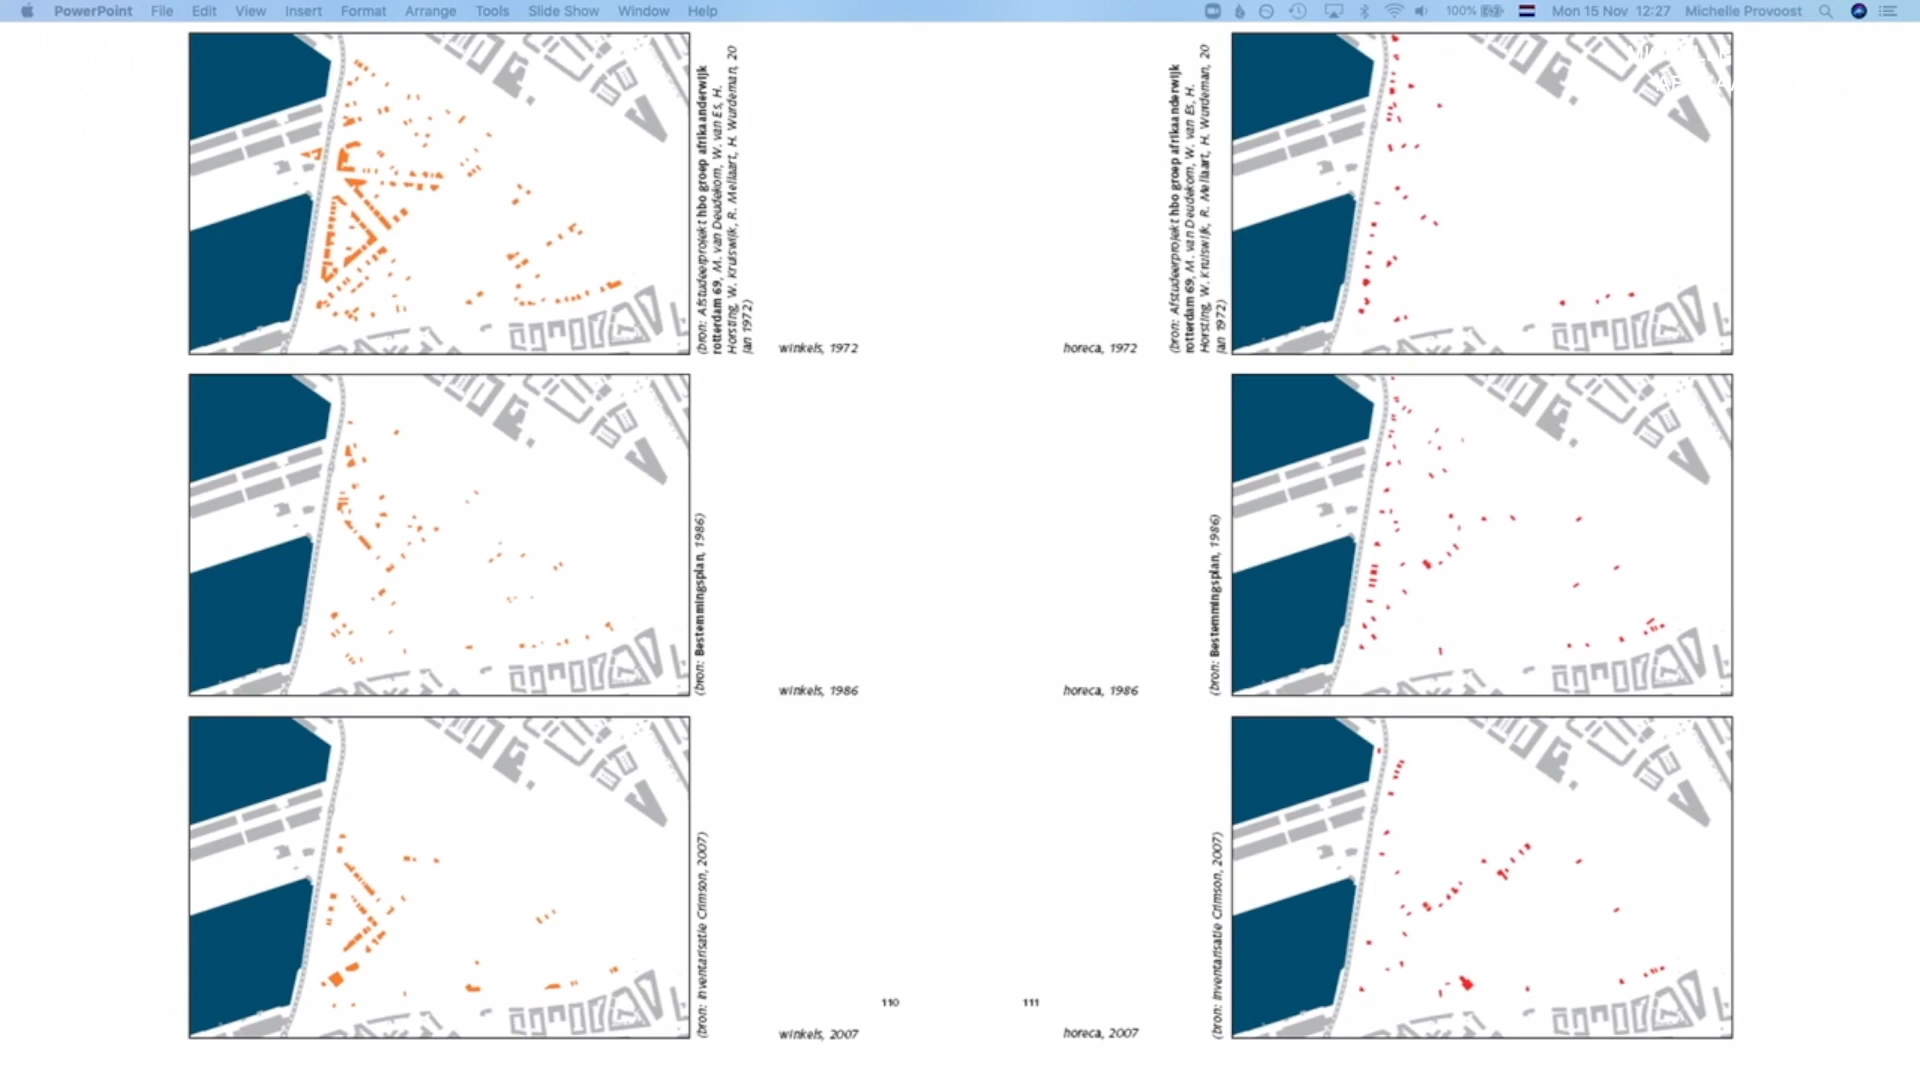 PowerPoint File Edit View Insert Format Arrange Tools Slide Show Window Help
100% Mon 15 Nov 12:27 Michelle Provoost
(bron: Afstudeerprojekt hbo groep afrikaanderwijk
rotterdam 69, M. van Deudekom, W. van Es, H.
Horsting, W. Kruiswijk, R. Mellaart, H. Wurdeman, 20
jan 1972)
winkels, 1972
horeca, 1972
(bron: Afstudeerprojekt hbo groep afrikaanderwijk
rotterdam 69, M. van Deudekom, W. van Es, H.
Horsting, W. Kruiswijk, R. Mellaart, H. Wurdeman, 20
jan 1972)
(bron: Bestemmingsplan, 1986)
winkels, 1986
horeca, 1986
(bron: Bestemmingsplan, 1986)
(bron: Inventarisatie Crimson, 2007)
110
winkels, 2007
111
horeca, 2007
(bron: Inventarisatie Crimson, 2007)